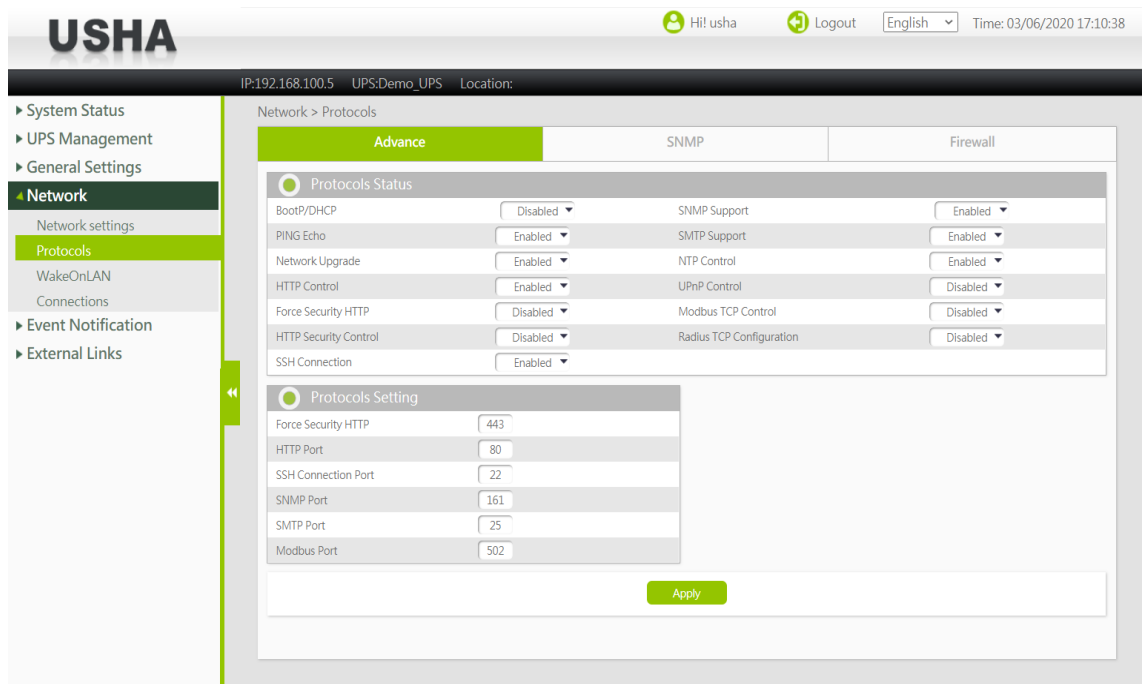 USHA
Hi! usha Logout English Time: 03/06/2020 17:10:38
IP:192.168.100.5 UPS:Demo_UPS Location:
System Status
UPS Management
General Settings
Network
Network settings
Protocols
WakeOnLAN
Connections
Event Notification
External Links
Network > Protocols
Advance SNMP Firewall
Protocols Status
BootP/DHCP Disabled SNMP Support Enabled
PING Echo Enabled SMTP Support Enabled
Network Upgrade Enabled NTP Control Enabled
HTTP Control Enabled UPnP Control Disabled
Force Security HTTP Disabled Modbus TCP Control Disabled
HTTP Security Control Disabled Radius TCP Configuration Disabled
SSH Connection Enabled
Protocols Setting
Force Security HTTP 443
HTTP Port 80
SSH Connection Port 22
SNMP Port 161
SMTP Port 25
Modbus Port 502
Apply